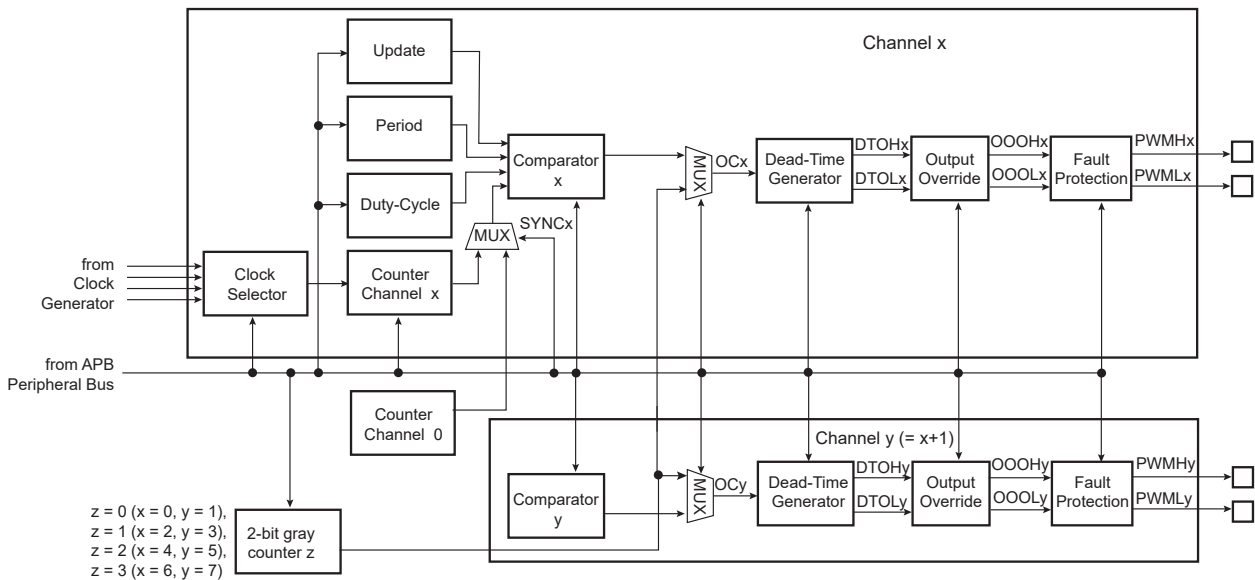 Channel x
Update
Period
Duty-Cycle
Comparator
x
MUX
SYNCx
MUX
OCx
Dead-Time
Generator
DTOHx
DTOLx
Output
Override
OOOHx
OOOLx
Fault
Protection
PWMHx
PWMLx
from
Clock
Generator
Clock
Selector
Counter
Channel x
from APB
Peripheral Bus
Counter
Channel 0
Channel y (= x+1)
Comparator
y
MUX
OCy
Dead-Time
Generator
DTOHy
DTOLy
Output
Override
OOOHy
OOOLy
Fault
Protection
PWMHy
PWMLy
z = 0 (x = 0, y = 1),
z = 1 (x = 2, y = 3),
z = 2 (x = 4, y = 5),
z = 3 (x = 6, y = 7)
2-bit gray
counter z